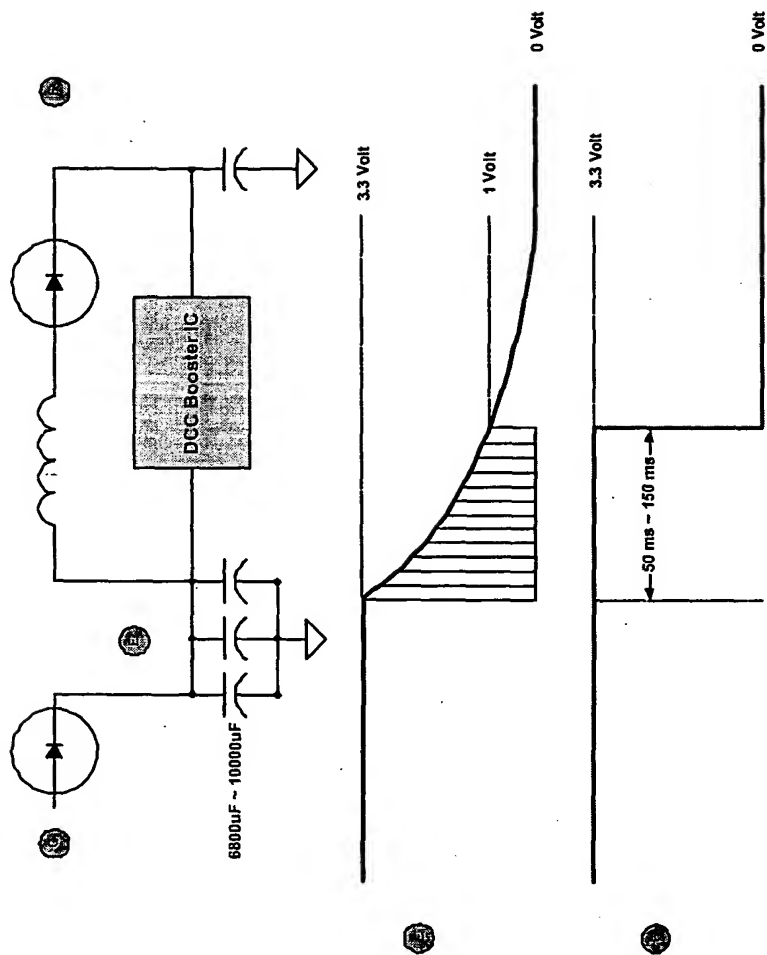 DCC Booster IC
6800uF ~ 10000uF
3.3 Volt
1 Volt
0 Volt
3.3 Volt
50 ms ~ 150 ms
0 Volt